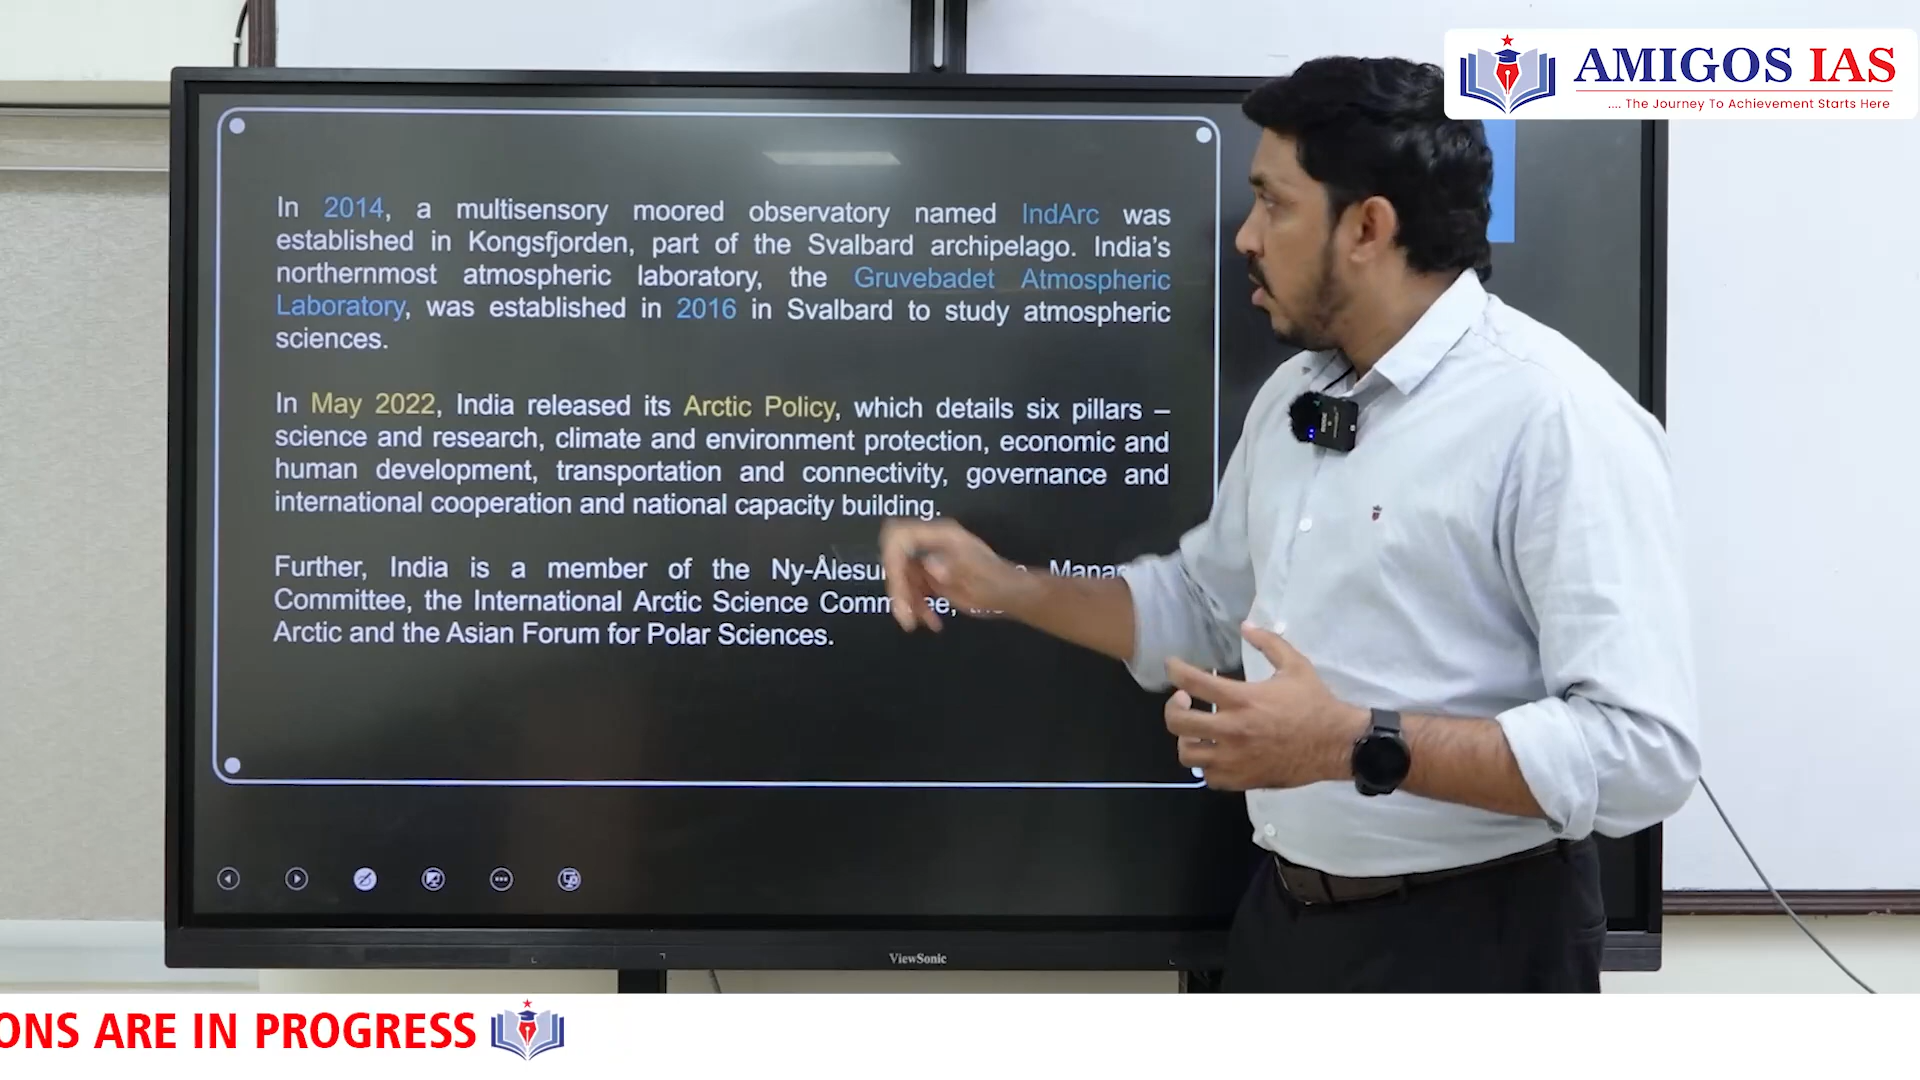 AMIGOS IAS
.... The Journey To Achievement Starts Here
In 2014, a multisensory moored observatory named IndArc was
established in Kongsfjorden, part of the Svalbard archipelago. India’s
northernmost atmospheric laboratory, the Gruvebadet Atmospheric
Laboratory, was established in 2016 in Svalbard to study atmospheric
sciences.
In May 2022, India released its Arctic Policy, which details six pillars –
science and research, climate and environment protection, economic and
human development, transportation and connectivity, governance and
international cooperation and national capacity building.
Further, India is a member of the
Committee, the International Arctic Science
Arctic and the Asian Forum for Polar Sciences.
ViewSonic
ONS ARE IN PROGRESS